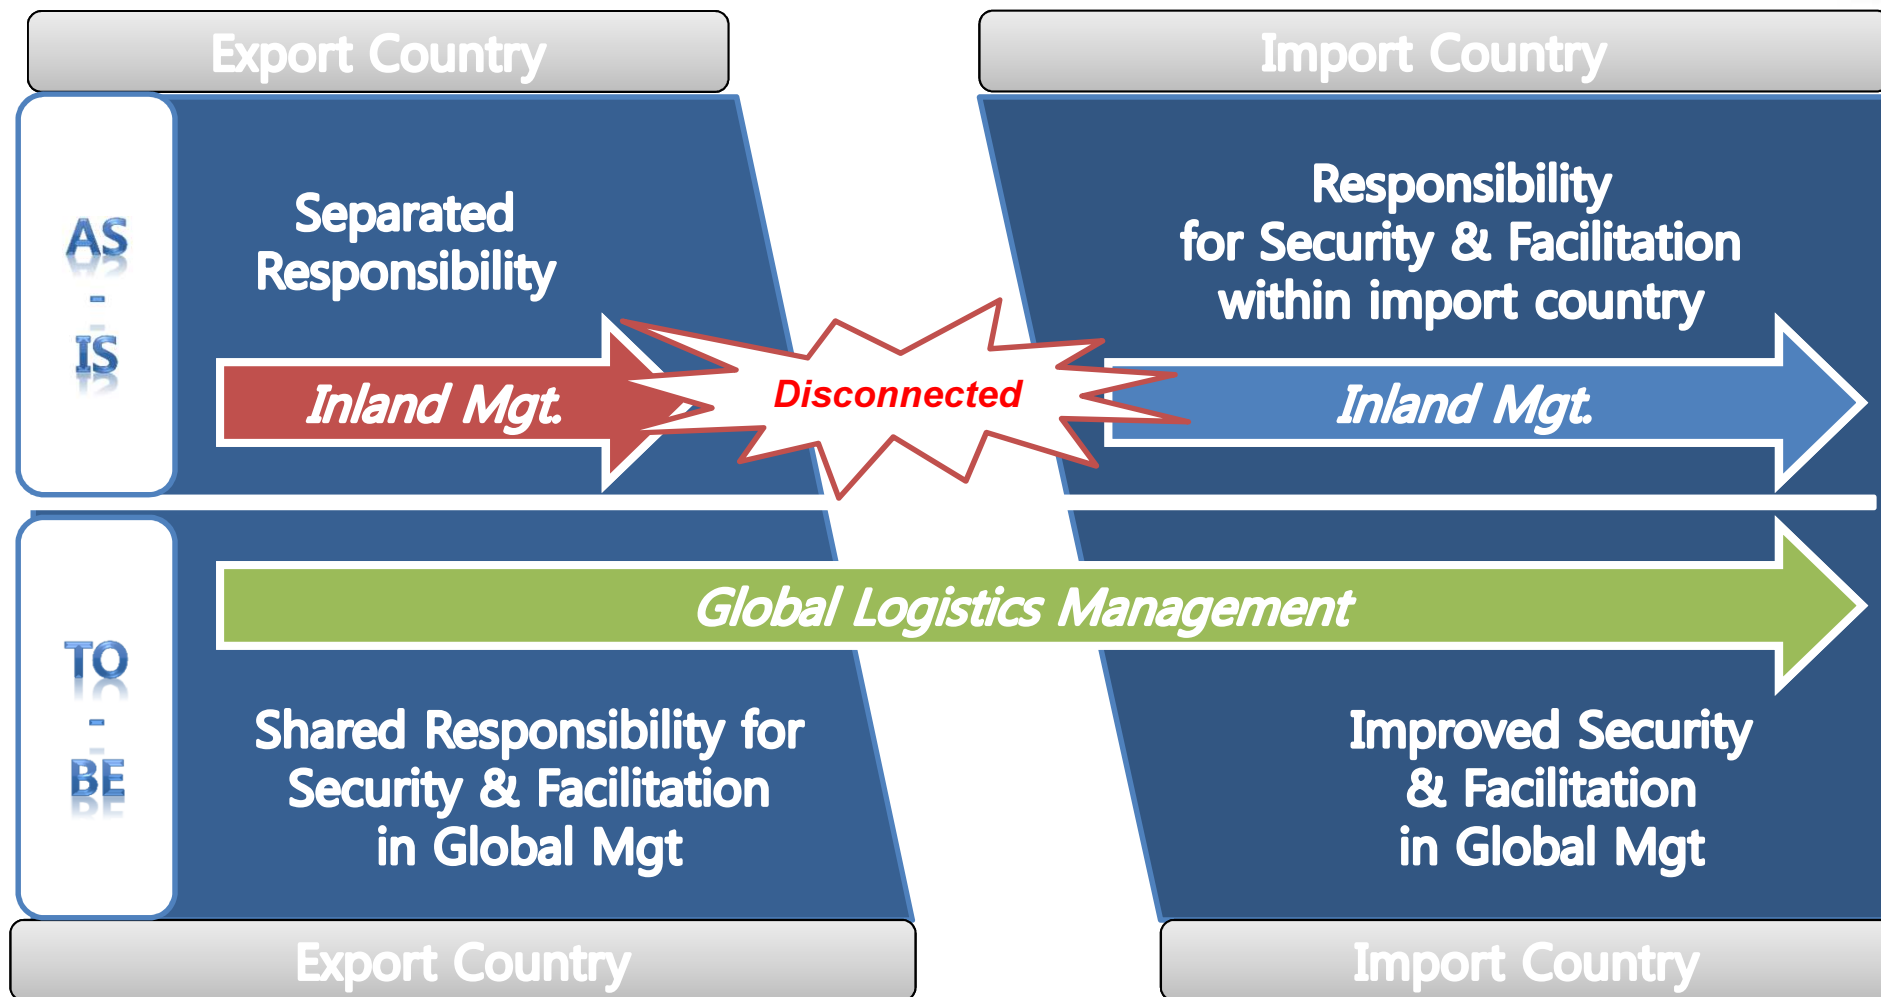 Export Country
Import Country
AS
-
IS
Separated
Responsibility
Responsibility
for Security & Facilitation
within import country
Inland Mgt.
Disconnected
Inland Mgt.
TO
-
BE
Global Logistics Management
Shared Responsibility for
Security & Facilitation
in Global Mgt
Improved Security
& Facilitation
in Global Mgt
Export Country
Import Country